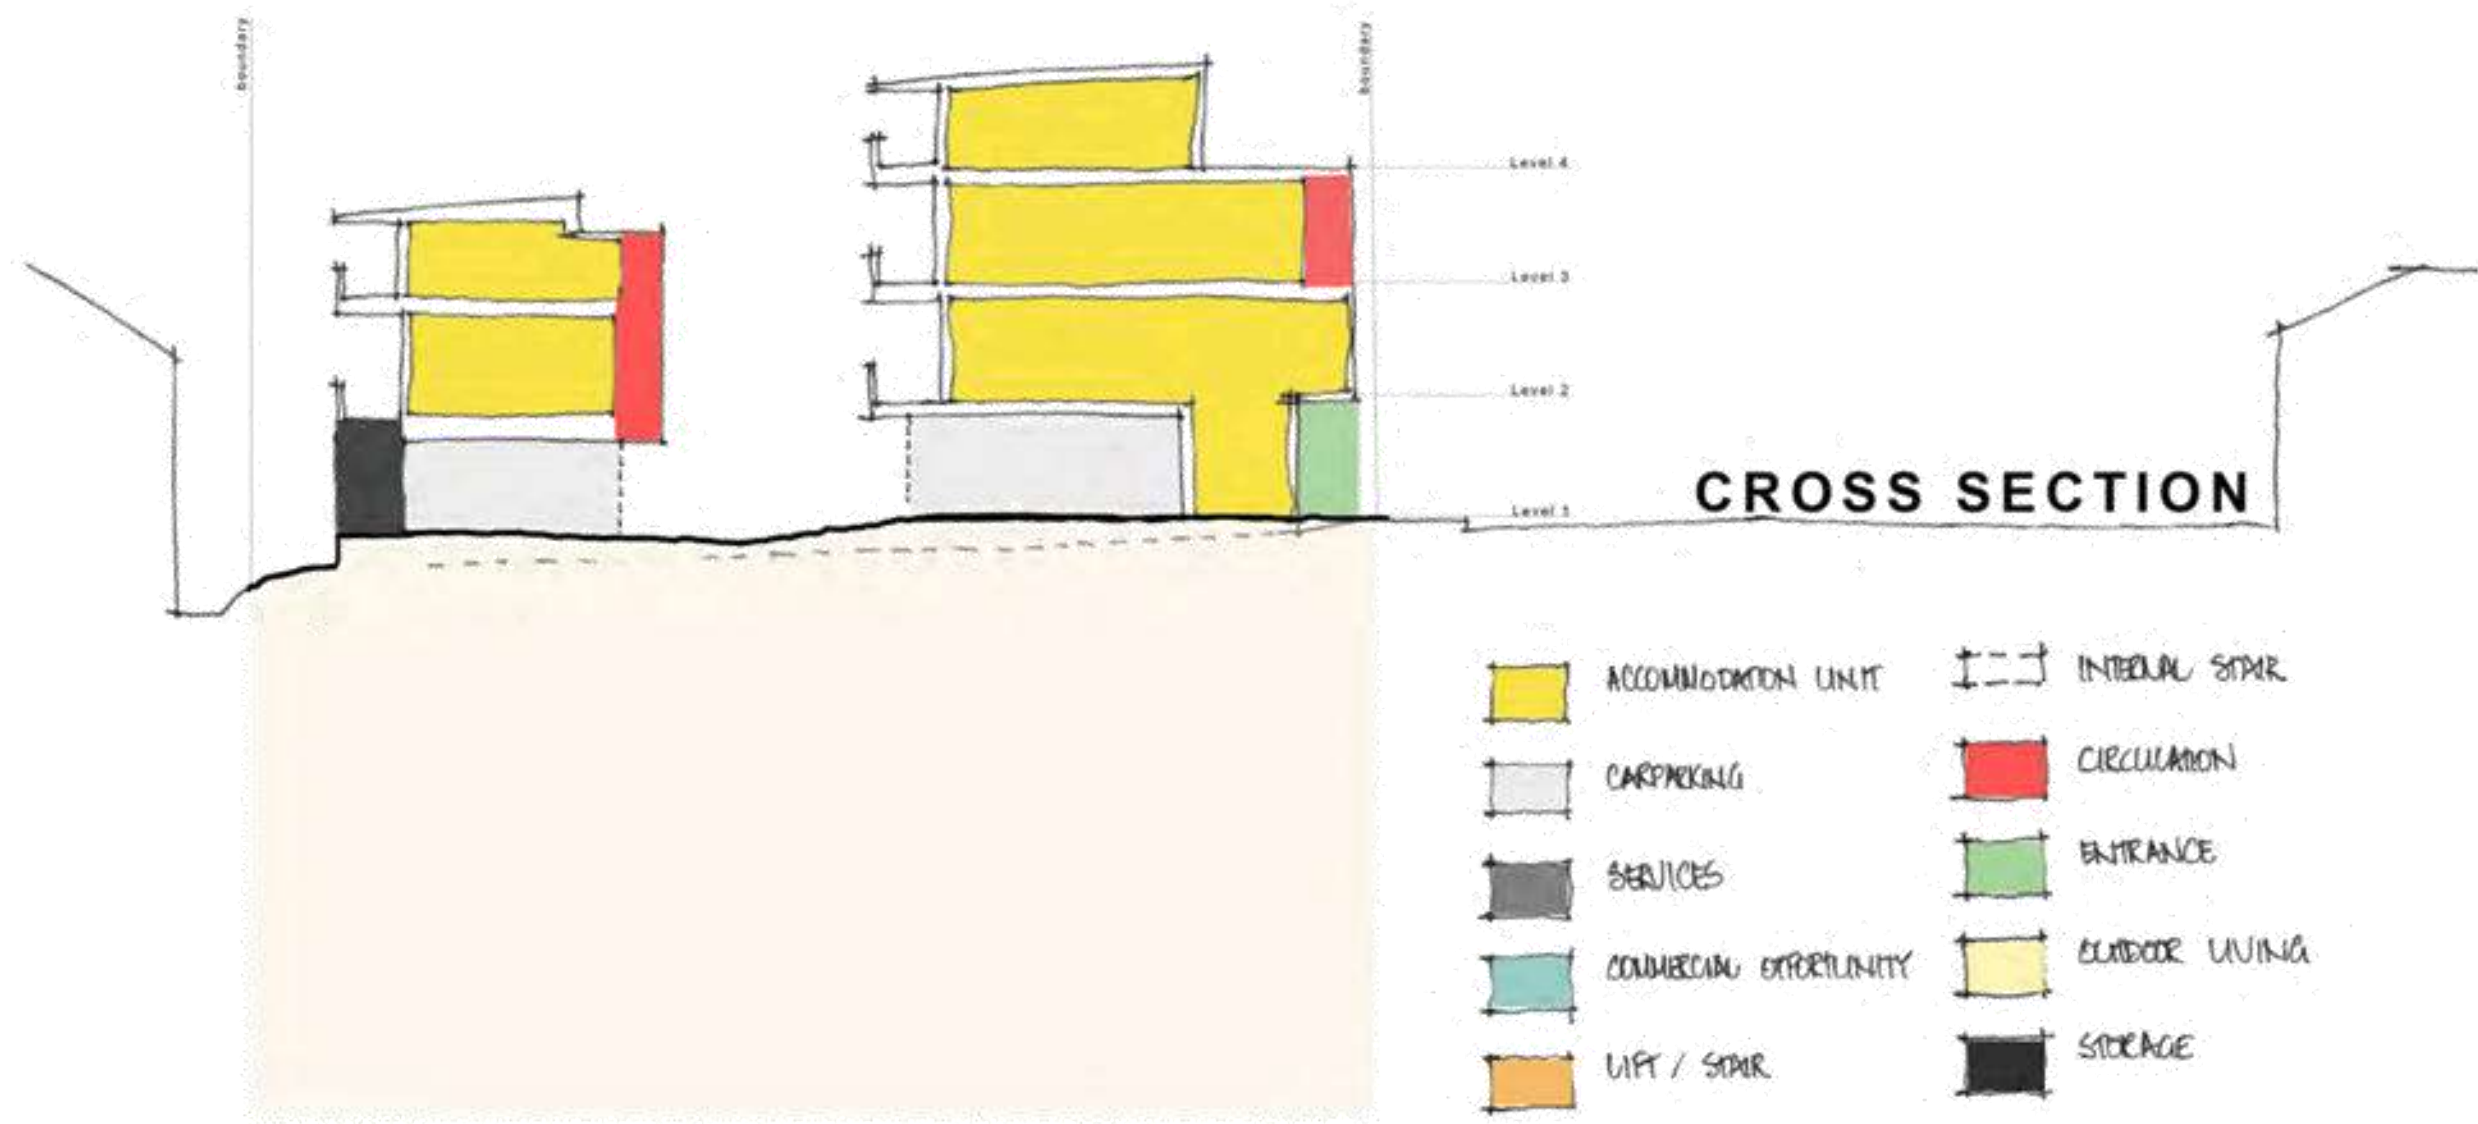 boundary
boundary
Level 4
Level 3
Level 2
Level 1
CROSS SECTION
ACCOMMODATION UNIT
CARPARKING
SERVICES
COMMERCIAL OPPORTUNITY
LIFT / STAIR
INTERNAL STAIR
CIRCULATION
ENTRANCE
OUTDOOR LIVING
STORAGE